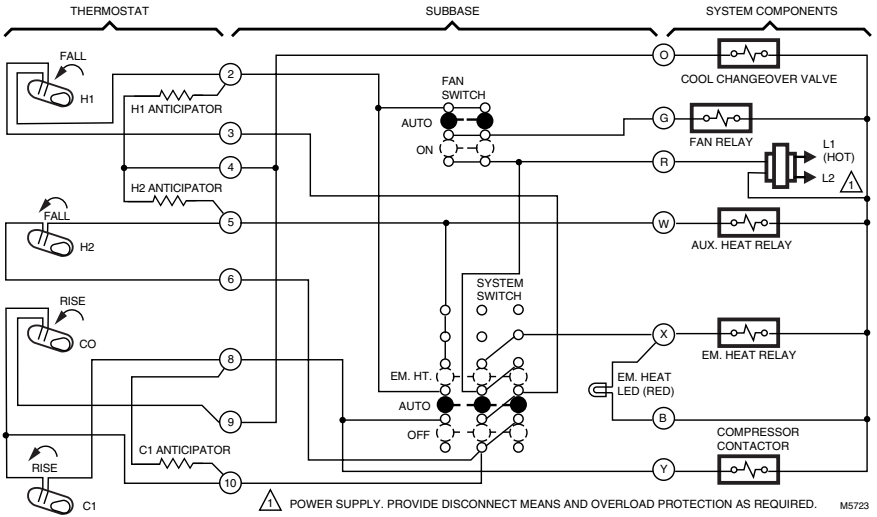 THERMOSTAT
SUBBASE
SYSTEM COMPONENTS
FALL
H1
H1 ANTICIPATOR
2
3
4
H2 ANTICIPATOR
5
FALL
H2
6
RISE
CO
8
9
C1 ANTICIPATOR
10
RISE
C1
FAN
SWITCH
AUTO
ON
SYSTEM
SWITCH
EM. HT.
AUTO
OFF
O
COOL CHANGEOVER VALVE
G
FAN RELAY
R
L1
(HOT)
L2
1
W
AUX. HEAT RELAY
X
EM. HEAT RELAY
EM. HEAT
LED (RED)
B
COMPRESSOR
CONTACTOR
Y
1 POWER SUPPLY. PROVIDE DISCONNECT MEANS AND OVERLOAD PROTECTION AS REQUIRED.
M5723